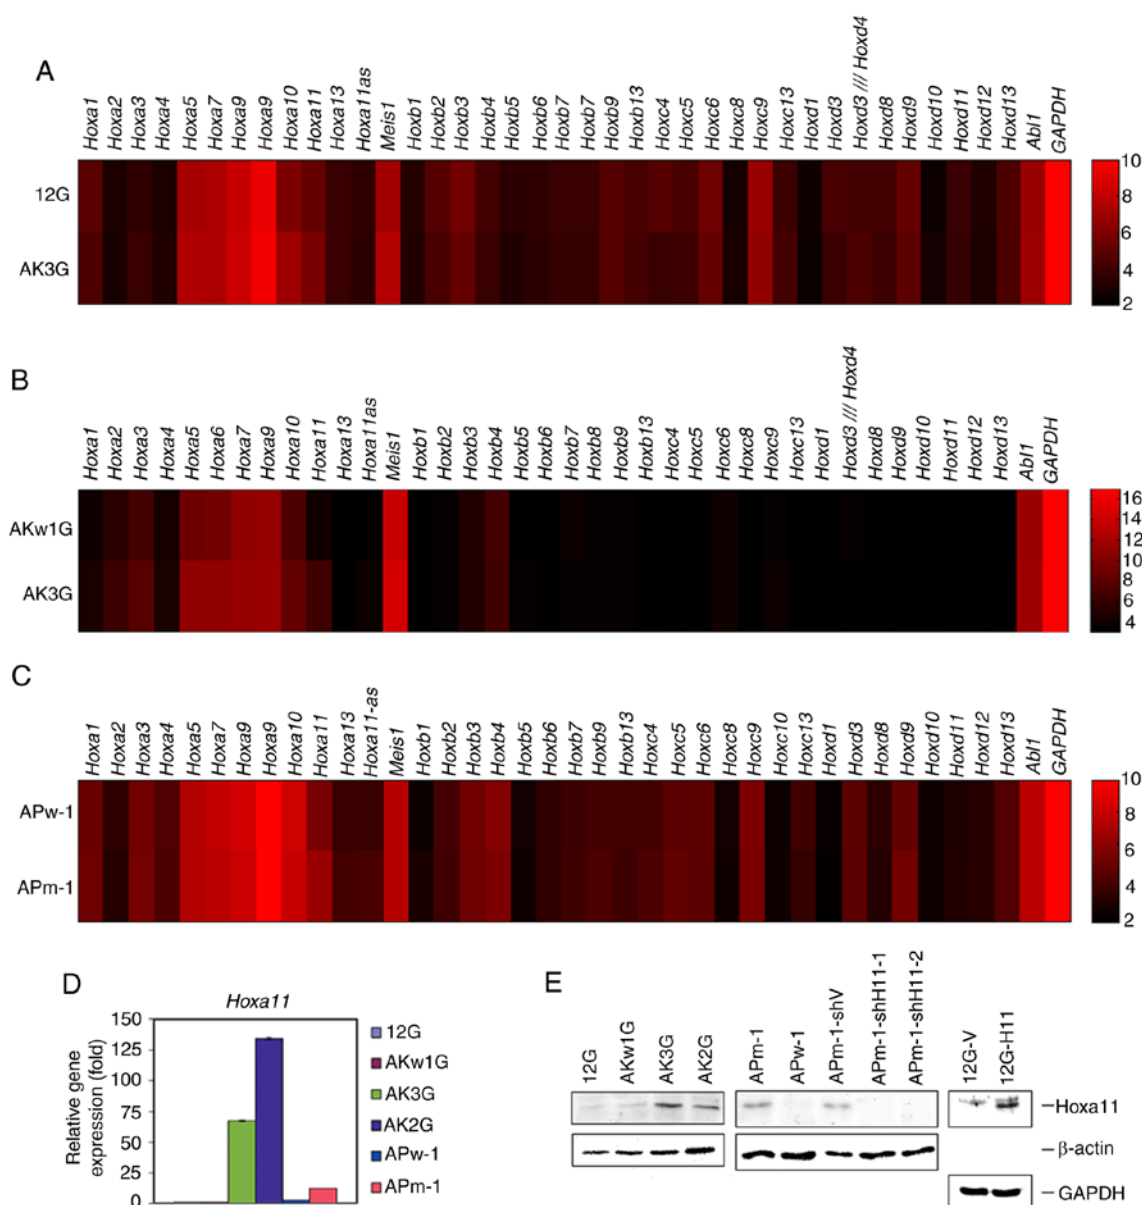 A
Hoxa1 Hoxa2 Hoxa3 Hoxa4 Hoxa5 Hoxa7 Hoxa9 Hoxa9 Hoxa10 Hoxa11 Hoxa13 Hoxa11as Meis1 Hoxb1 Hoxb2 Hoxb3 Hoxb4 Hoxb5 Hoxb6 Hoxb7 Hoxb7 Hoxb9 Hoxb13 Hoxc4 Hoxc5 Hoxc6 Hoxc8 Hoxc9 Hoxc13 Hoxd1 Hoxd3 Hoxd3 /// Hoxd4 Hoxd8 Hoxd9 Hoxd10 Hoxd11 Hoxd12 Hoxd13 Abl1 GAPDH
12G
AK3G
10
8
6
4
2
B
Hoxa1 Hoxa2 Hoxa3 Hoxa4 Hoxa5 Hoxa6 Hoxa7 Hoxa9 Hoxa10 Hoxa11 Hoxa13 Hoxa11as Meis1 Hoxb1 Hoxb2 Hoxb3 Hoxb4 Hoxb5 Hoxb6 Hoxb7 Hoxb8 Hoxb9 Hoxb13 Hoxc4 Hoxc5 Hoxc6 Hoxc8 Hoxc9 Hoxc13 Hoxd1 Hoxd3 /// Hoxd4 Hoxd8 Hoxd9 Hoxd10 Hoxd11 Hoxd12 Hoxd13 Abl1 GAPDH
AKw1G
AK3G
16
14
12
10
8
6
4
C
Hoxa1 Hoxa2 Hoxa3 Hoxa4 Hoxa5 Hoxa7 Hoxa9 Hoxa9 Hoxa10 Hoxa11 Hoxa13 Hoxa11-as Meis1 Hoxb1 Hoxb2 Hoxb3 Hoxb4 Hoxb5 Hoxb6 Hoxb7 Hoxb9 Hoxb13 Hoxc4 Hoxc5 Hoxc6 Hoxc8 Hoxc9 Hoxc10 Hoxc13 Hoxd1 Hoxd3 Hoxd8 Hoxd9 Hoxd10 Hoxd11 Hoxd12 Hoxd13 Abl1 GAPDH
APw-1
APm-1
10
8
6
4
2
D
Hoxa11
Relative gene
expression (fold)
150
125
100
75
50
25
0
12G
AKw1G
AK3G
AK2G
APw-1
APm-1
E
12G AKw1G AK3G AK2G APm-1 APw-1 APm-1-shV APm-1-shH11-1 APm-1-shH11-2 12G-V 12G-H11
Hoxa11
β-actin
GAPDH